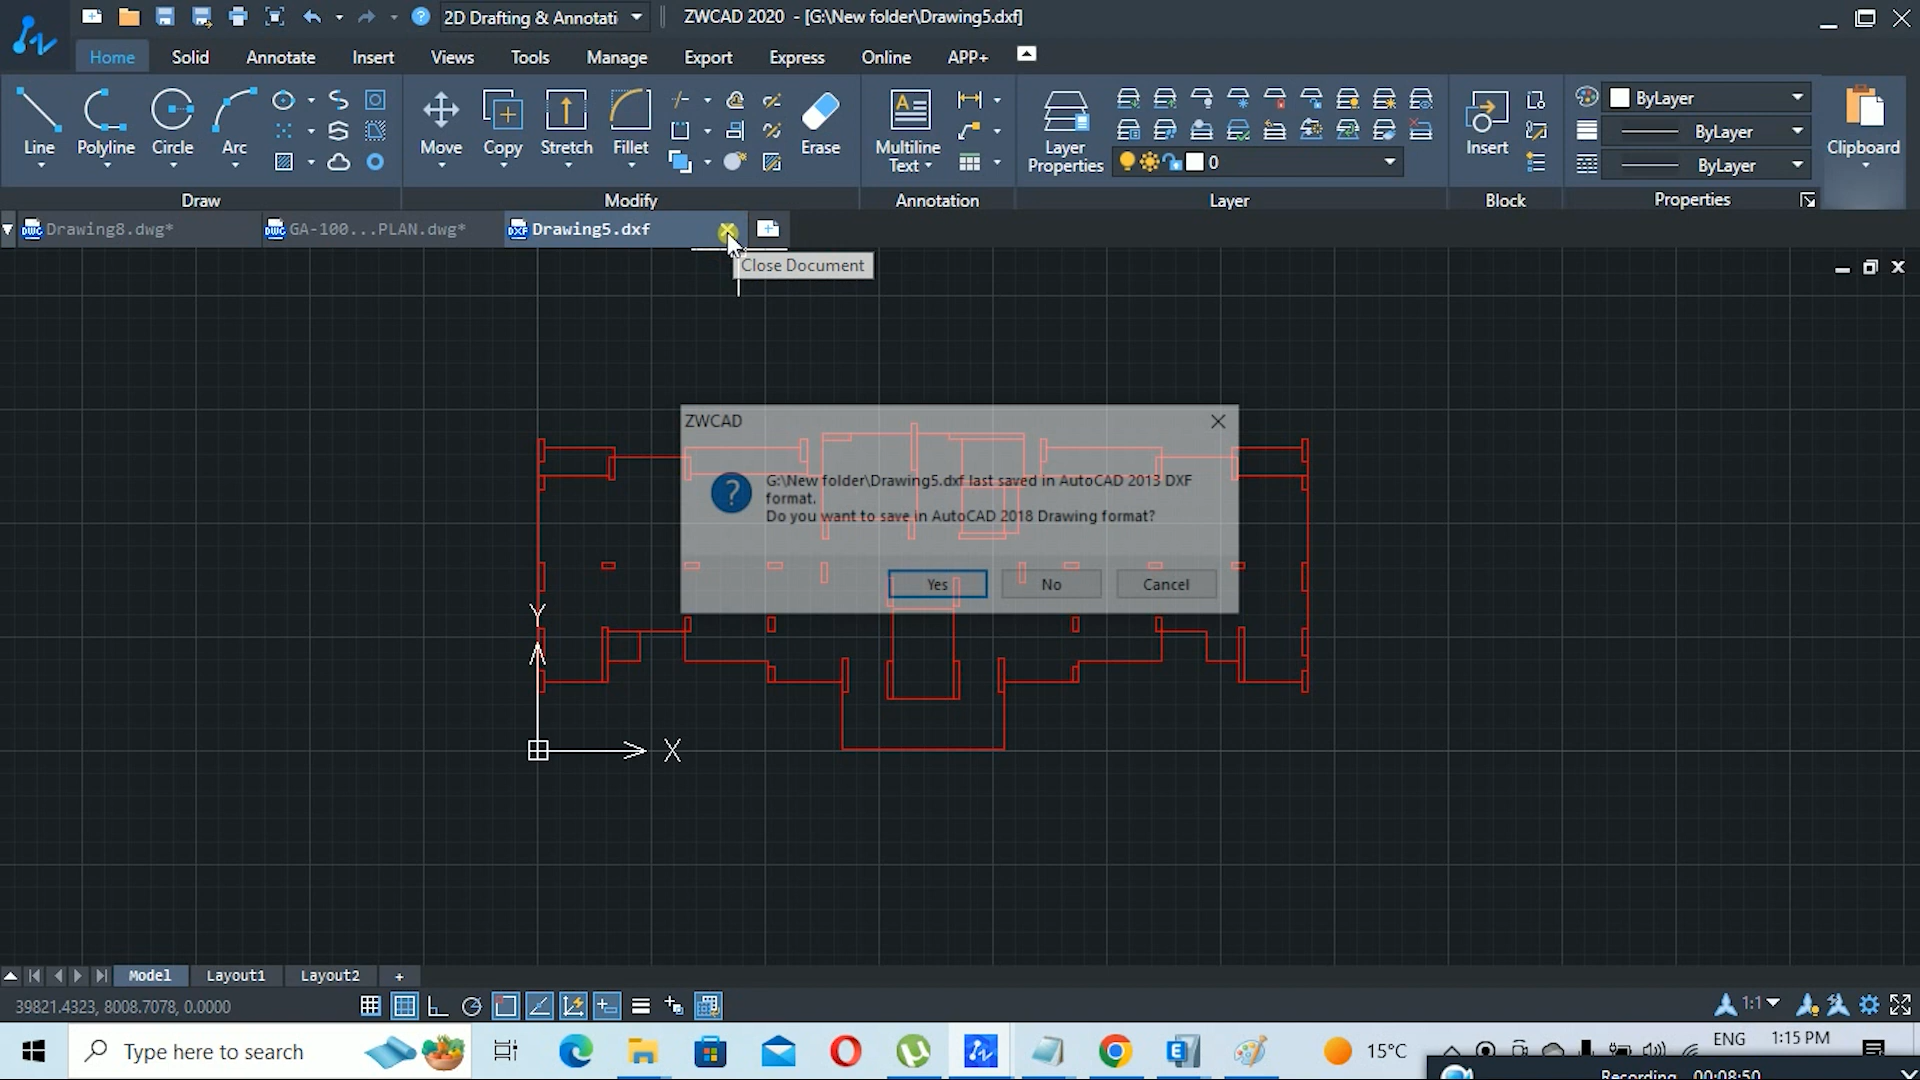 2D Drafting & Annotati
ZWCAD 2020 - [G:\New folder\Drawing5.dxf]
Home
Solid
Annotate
Insert
Views
Tools
Manage
Export
Express
Online
APP+
Line
Polyline
Circle
Arc
Move
Copy
Stretch
Fillet
Erase
Multiline
Text
Layer
Properties
0
Insert
ByLayer
ByLayer
ByLayer
Clipboard
Draw
Modify
Annotation
Layer
Block
Properties
Drawing8.dwg*
GA-100...PLAN.dwg*
Drawing5.dxf
Close Document
ZWCAD
G:\New folder\Drawing5.dxf last saved in AutoCAD 2013 DXF
format.
Do you want to save in AutoCAD 2018 Drawing format?
Yes
No
Cancel
Y
X
Model
Layout1
Layout2
+
39821.4323, 8008.7078, 0.0000
1:1
Type here to search
15°C
ENG
1:15 PM
Recording 00:08:50